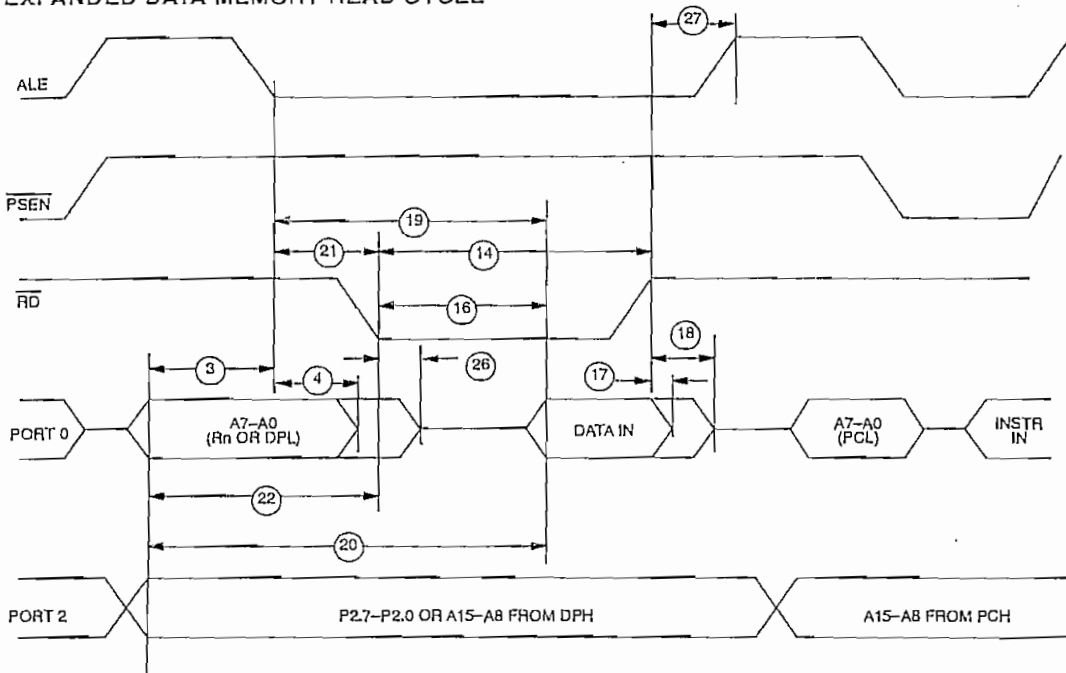 EXPANDED DATA MEMORY READ CYCLE
27
ALE
PSEN
19
21
14
RD
16
18
3
4
26
17
PORT 0
A7–A0
(Rn OR DPL)
DATA IN
A7–A0
(PCL)
INSTR
IN
22
20
PORT 2
P2.7–P2.0 OR A15–A8 FROM DPH
A15–A8 FROM PCH